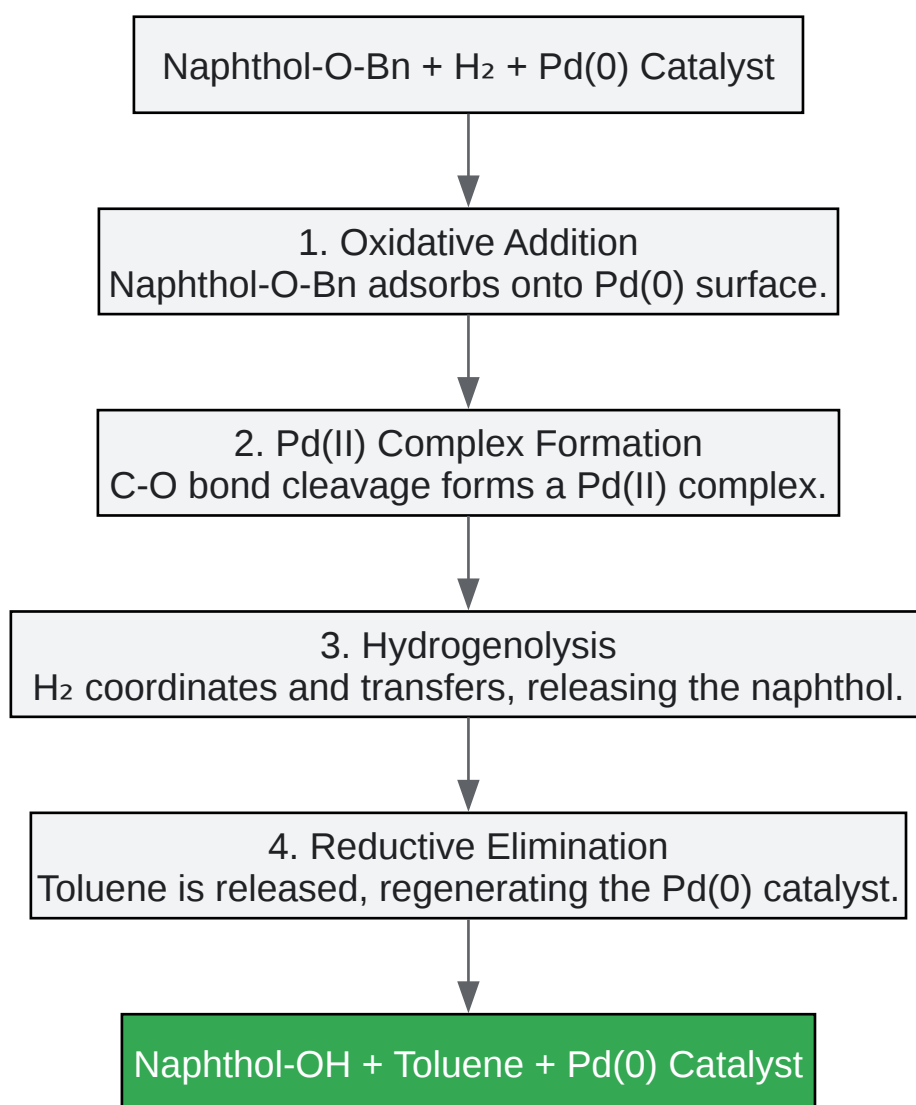 Naphthol-O-Bn + H₂ + Pd(0) Catalyst
1. Oxidative Addition
Naphthol-O-Bn adsorbs onto Pd(0) surface.
2. Pd(II) Complex Formation
C-O bond cleavage forms a Pd(II) complex.
3. Hydrogenolysis
H₂ coordinates and transfers, releasing the naphthol.
4. Reductive Elimination
Toluene is released, regenerating the Pd(0) catalyst.
Naphthol-OH + Toluene + Pd(0) Catalyst